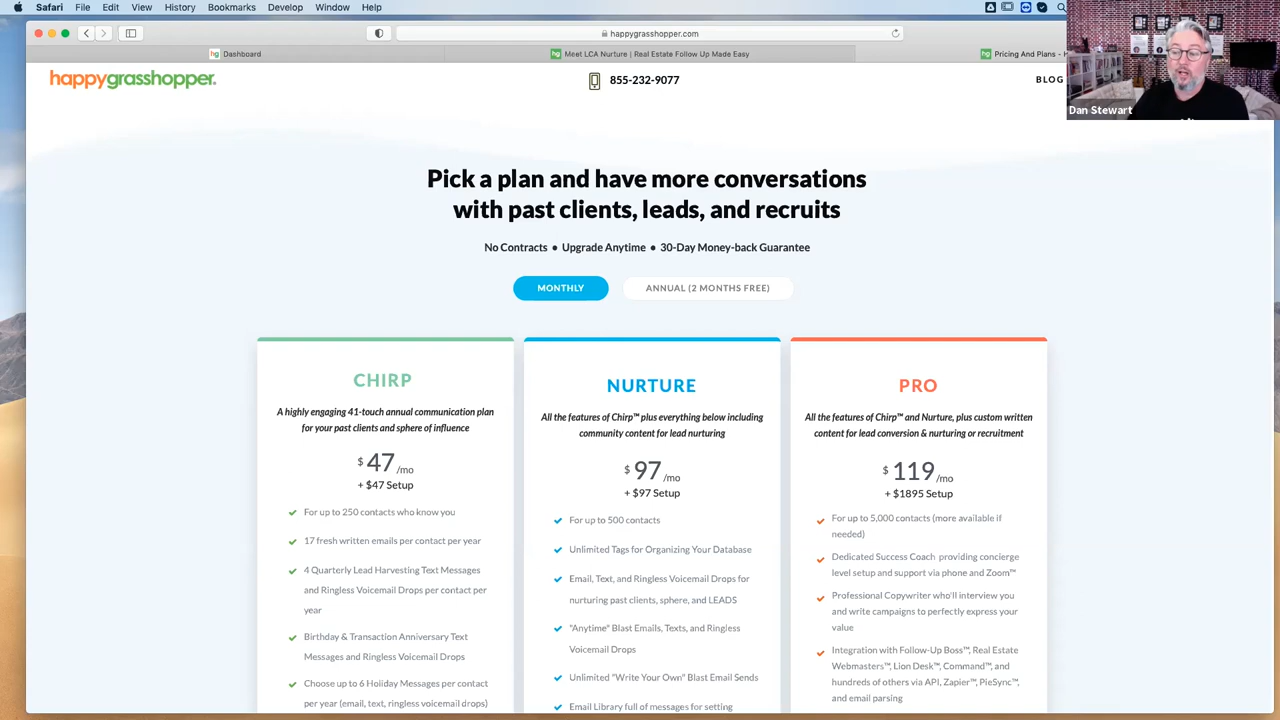 Safari File Edit View History Bookmarks Develop Window Help
happygrasshopper.com
hg Dashboard
hg Meet LCA Nurture | Real Estate Follow Up Made Easy
hg Pricing And Plans - H
happygrasshopper.
855-232-9077
BLOG
Dan Stewart
Pick a plan and have more conversations
with past clients, leads, and recruits
No Contracts • Upgrade Anytime • 30-Day Money-back Guarantee
MONTHLY
ANNUAL (2 MONTHS FREE)
CHIRP
A highly engaging 41-touch annual communication plan
for your past clients and sphere of influence
$ 47 /mo
+ $47 Setup
For up to 250 contacts who know you
17 fresh written emails per contact per year
4 Quarterly Lead Harvesting Text Messages
and Ringless Voicemail Drops per contact per
year
Birthday & Transaction Anniversary Text
Messages and Ringless Voicemail Drops
Choose up to 6 Holiday Messages per contact
per year (email, text, ringless voicemail drops)
NURTURE
All the features of Chirp™ plus everything below including
community content for lead nurturing
$ 97 /mo
+ $97 Setup
For up to 500 contacts
Unlimited Tags for Organizing Your Database
Email, Text, and Ringless Voicemail Drops for
nurturing past clients, sphere, and LEADS
"Anytime" Blast Emails, Texts, and Ringless
Voicemail Drops
Unlimited "Write Your Own" Blast Email Sends
Email Library full of messages for setting
PRO
All the features of Chirp™ and Nurture, plus custom written
content for lead conversion & nurturing or recruitment
$ 119 /mo
+ $1895 Setup
For up to 5,000 contacts (more available if
needed)
Dedicated Success Coach providing concierge
level setup and support via phone and Zoom™
Professional Copywriter who'll interview you
and write campaigns to perfectly express your
value
Integration with Follow-Up Boss™, Real Estate
Webmasters™, Lion Desk™, Command™, and
hundreds of others via API, Zapier™, PieSync™,
and email parsing